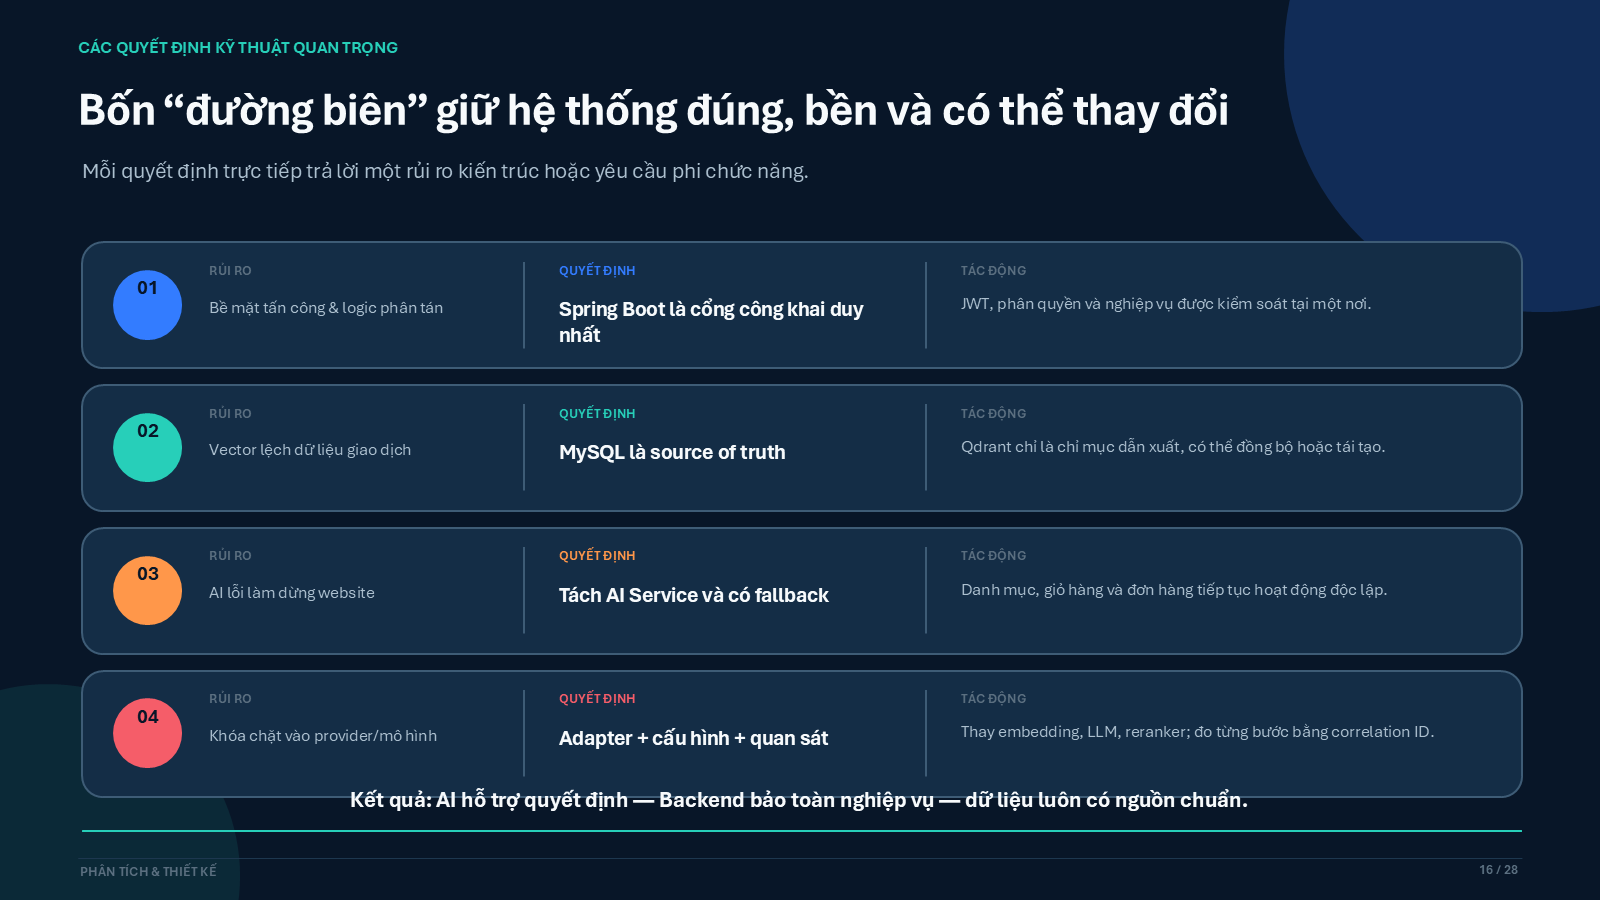 CÁC QUYẾT ĐỊNH KỸ THUẬT QUAN TRỌNG
Bốn “đường biên” giữ hệ thống đúng, bền và có thể thay đổi
Mỗi quyết định trực tiếp trả lời một rủi ro kiến trúc hoặc yêu cầu phi chức năng.
01
RỦI RO
Bề mặt tấn công & logic phân tán
QUYẾT ĐỊNH
Spring Boot là cổng công khai duy
nhất
TÁC ĐỘNG
JWT, phân quyền và nghiệp vụ được kiểm soát tại một nơi.
02
RỦI RO
Vector lệch dữ liệu giao dịch
QUYẾT ĐỊNH
MySQL là source of truth
TÁC ĐỘNG
Qdrant chỉ là chỉ mục dẫn xuất, có thể đồng bộ hoặc tái tạo.
03
RỦI RO
AI lỗi làm dừng website
QUYẾT ĐỊNH
Tách AI Service và có fallback
TÁC ĐỘNG
Danh mục, giỏ hàng và đơn hàng tiếp tục hoạt động độc lập.
04
RỦI RO
Khóa chặt vào provider/mô hình
QUYẾT ĐỊNH
Adapter + cấu hình + quan sát
TÁC ĐỘNG
Thay embedding, LLM, reranker; đo từng bước bằng correlation ID.
Kết quả: AI hỗ trợ quyết định — Backend bảo toàn nghiệp vụ — dữ liệu luôn có nguồn chuẩn.
PHÂN TÍCH & THIẾT KẾ
16 / 28